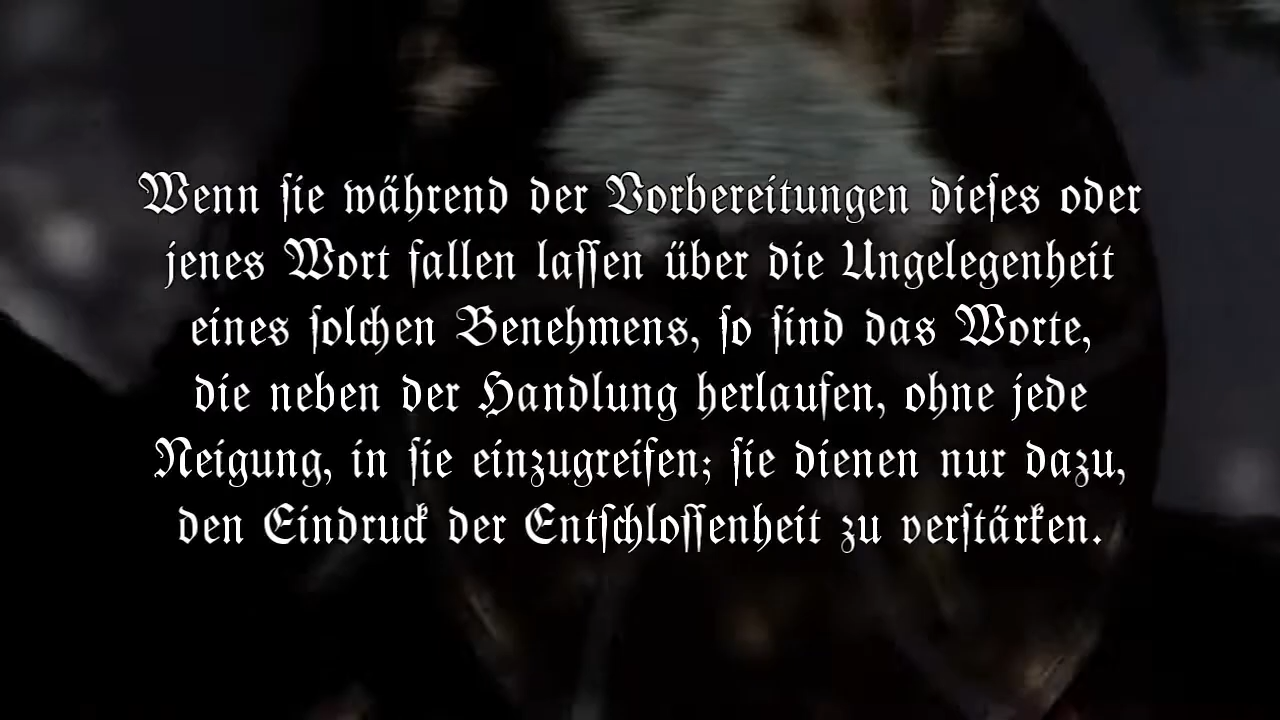 Wenn ſie während der Vorbereitungen dieſes oder
jenes Wort fallen laſſen über die Ungelegenheit
eines ſolchen Benehmens, ſo ſind das Worte,
die neben der Handlung herlaufen, ohne jede
Neigung, in ſie einzugreifen; ſie dienen nur dazu,
den Eindruck der Entſchloſſenheit zu verſtärken.